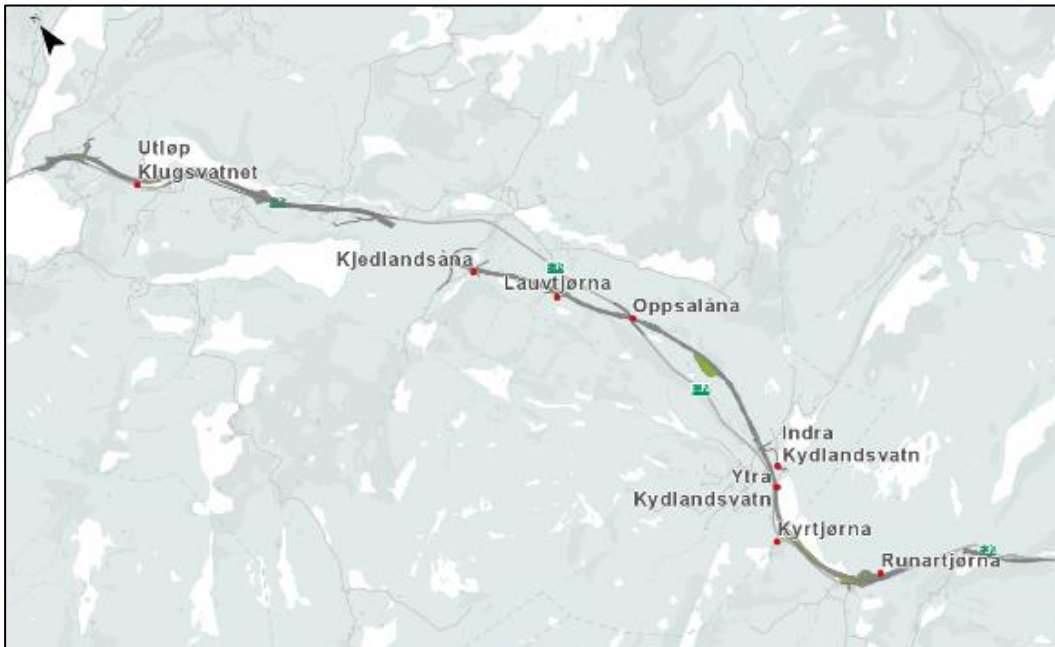 Utløp
Klugsvatnet
Kjedlandsåna
Lauvtjørna
Oppsalåna
Indra
Kydlandsvatn
Ytra
Kydlandsvatn
Kyrtjørna
Runartjørna